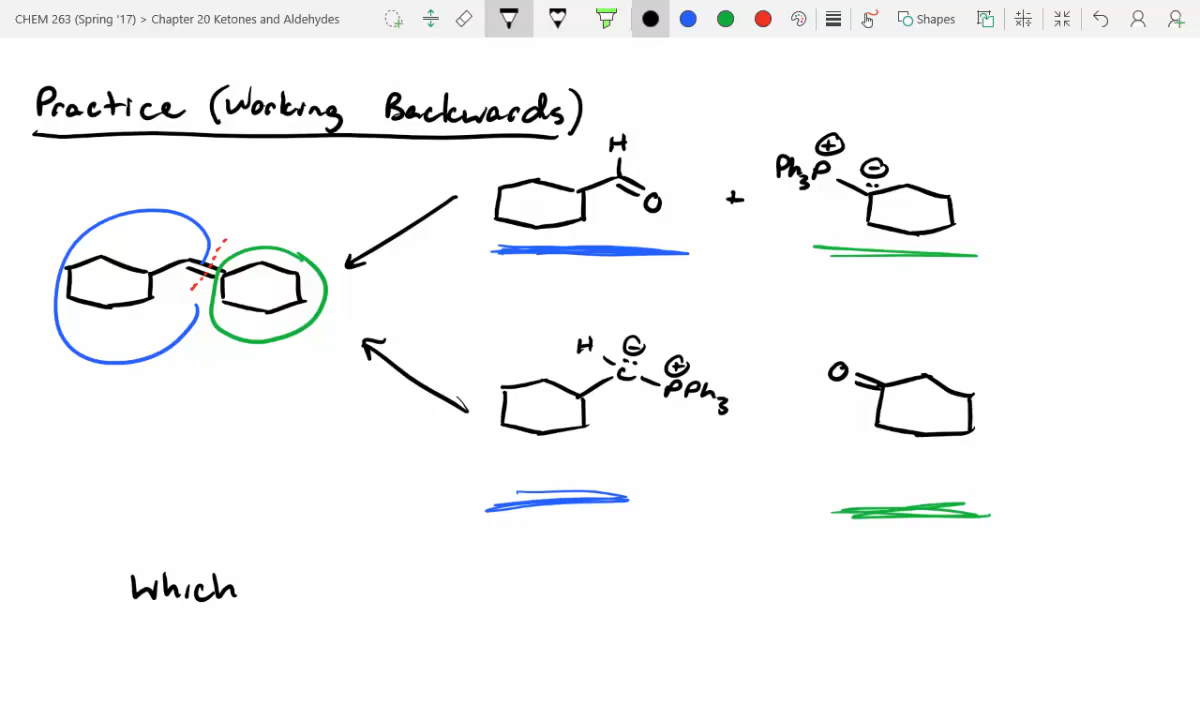 CHEM 263 (Spring '17) > Chapter 20 Ketones and Aldehydes
Shapes
Practice (Working Backwards)
H
O
+
Ph3P
⊕
⊖
H
⊖
C
⊕
PPh3
O
Which